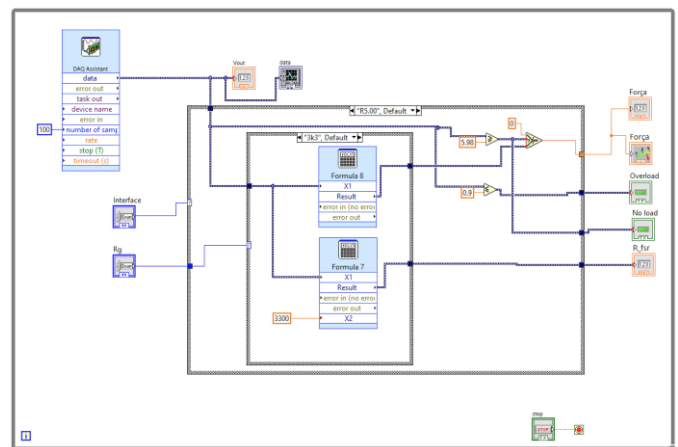 DAQ Assistant
data
error out
task out
device name
error in
number of samp
rate
stop (T)
timeout (s)
100
Vout
data
"R5.00", Default
"3k3", Default
Formula 8
X1
Result
error in (no error
error out
Formula 7
X1
Result
error in (no error
error out
X2
3300
Interface
Rg
5.98
0
0.9
Força
Força
Overload
No load
R_fsr
stop
STOP
i